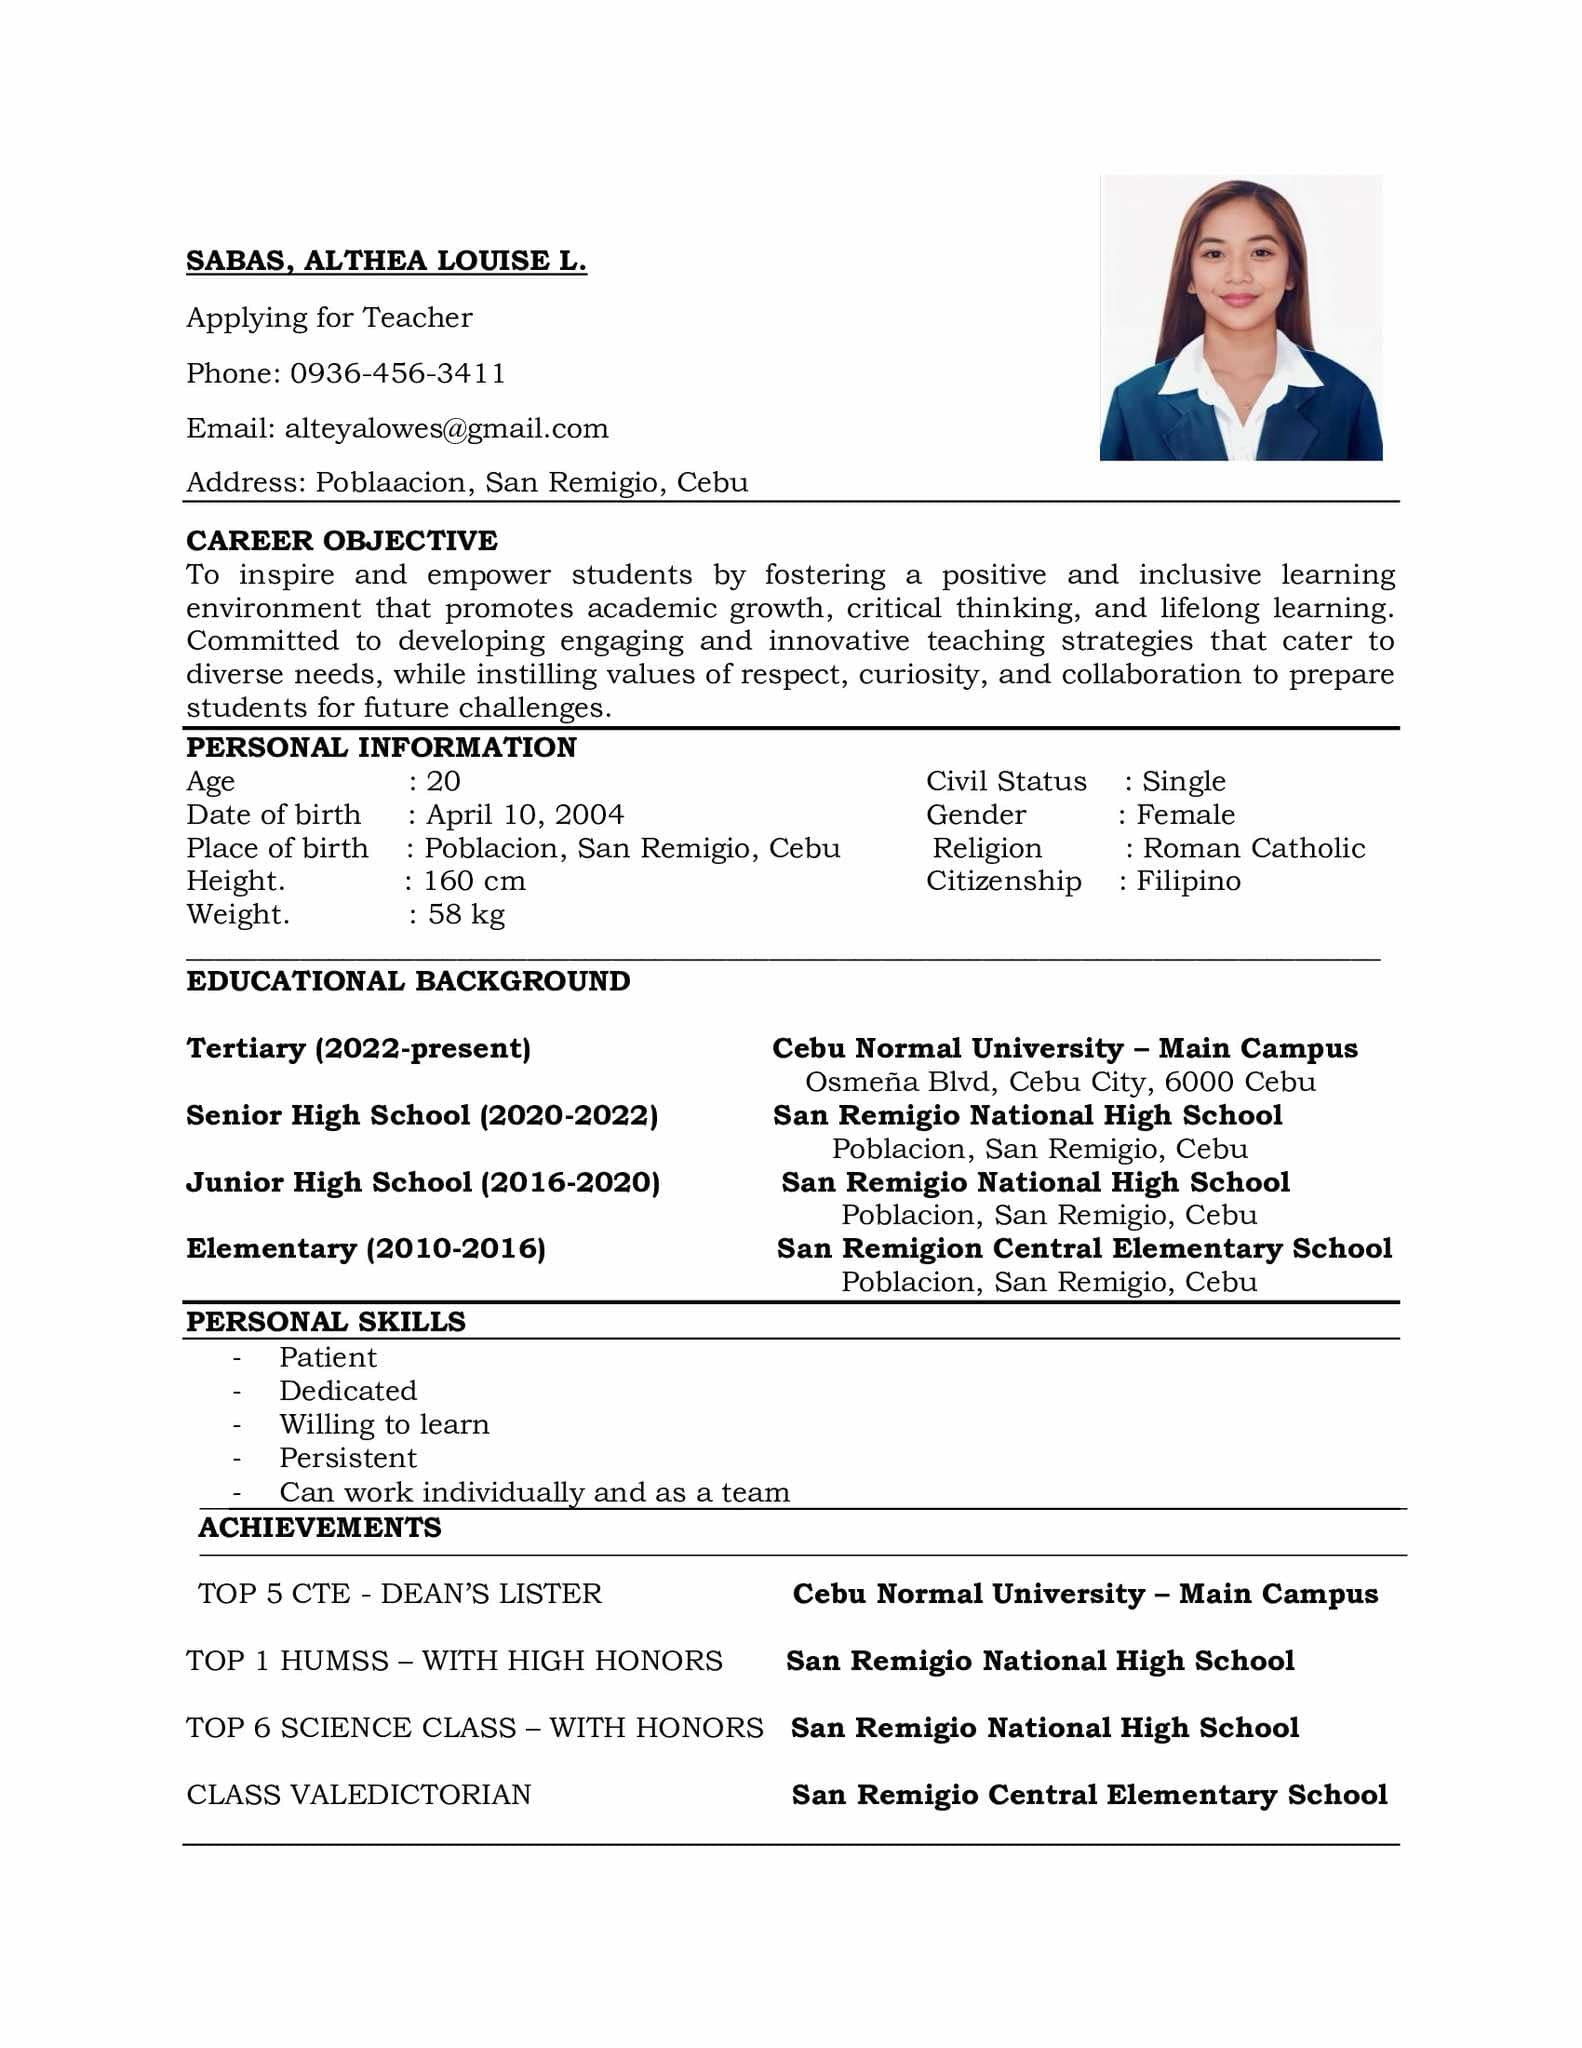 SABAS, ALTHEA LOUISE L.
Applying for Teacher
Phone: 0936-456-3411
Email: alteyalowes@gmail.com
Address: Poblaacion, San Remigio, Cebu
CAREER OBJECTIVE
To inspire and empower students by fostering a positive and inclusive learning
environment that promotes academic growth, critical thinking, and lifelong learning.
Committed to developing engaging and innovative teaching strategies that cater to
diverse needs, while instilling values of respect, curiosity, and collaboration to prepare
students for future challenges.
PERSONAL INFORMATION
Age : 20 Civil Status : Single
Date of birth : April 10, 2004 Gender : Female
Place of birth : Poblacion, San Remigio, Cebu Religion : Roman Catholic
Height. : 160 cm Citizenship : Filipino
Weight. : 58 kg
EDUCATIONAL BACKGROUND
Tertiary (2022-present) Cebu Normal University – Main Campus
Osmeña Blvd, Cebu City, 6000 Cebu
Senior High School (2020-2022) San Remigio National High School
Poblacion, San Remigio, Cebu
Junior High School (2016-2020) San Remigio National High School
Poblacion, San Remigio, Cebu
Elementary (2010-2016) San Remigion Central Elementary School
Poblacion, San Remigio, Cebu
PERSONAL SKILLS
- Patient
- Dedicated
- Willing to learn
- Persistent
- Can work individually and as a team
ACHIEVEMENTS
TOP 5 CTE - DEAN’S LISTER Cebu Normal University – Main Campus
TOP 1 HUMSS – WITH HIGH HONORS San Remigio National High School
TOP 6 SCIENCE CLASS – WITH HONORS San Remigio National High School
CLASS VALEDICTORIAN San Remigio Central Elementary School